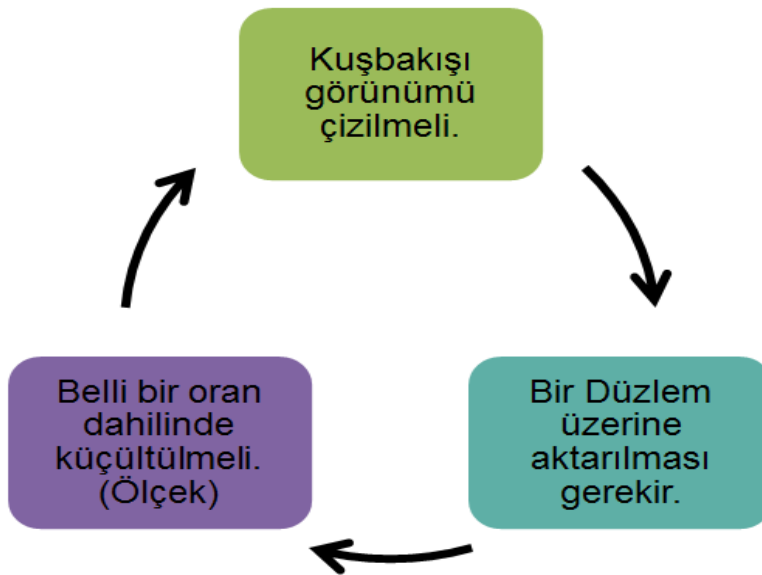 Kuşbakışı
görünümü
çizilmeli.
Bir Düzlem
üzerine
aktarılması
gerekir.
Belli bir oran
dahilinde
küçültülmeli.
(Ölçek)